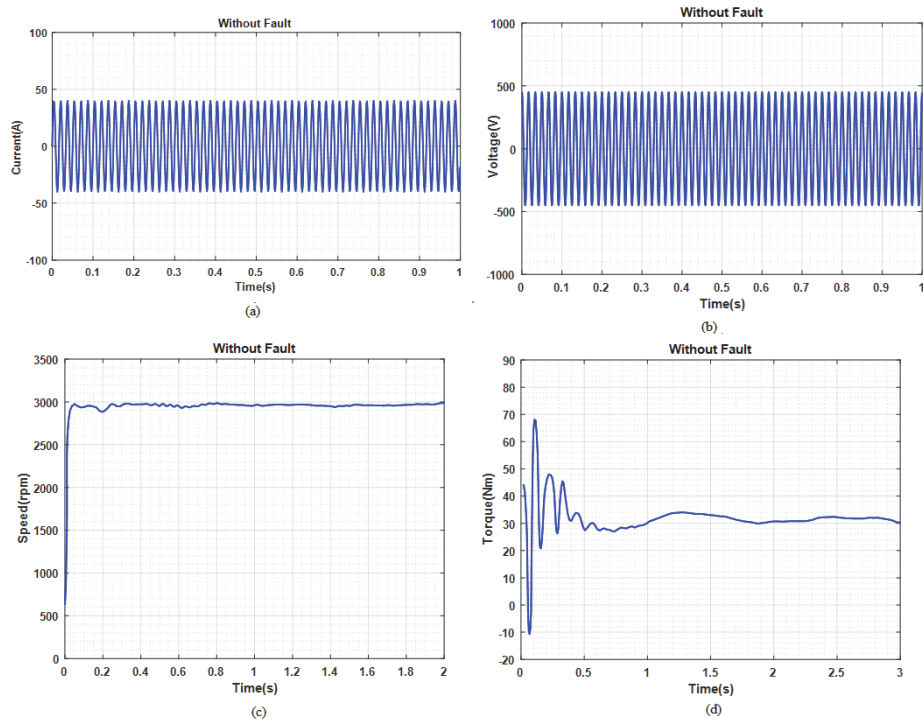 Without Fault
Current(A)
100
50
0
-50
-100
0 0.1 0.2 0.3 0.4 0.5 0.6 0.7 0.8 0.9 1
Time(s)
(a)
Without Fault
Voltage(V)
1000
500
0
-500
-1000
0 0.1 0.2 0.3 0.4 0.5 0.6 0.7 0.8 0.9 1
Time(s)
(b)
Without Fault
Speed(rpm)
3500
3000
2500
2000
1500
1000
500
0
0 0.2 0.4 0.6 0.8 1 1.2 1.4 1.6 1.8 2
Time(s)
(c)
Without Fault
Torque(Nm)
90
80
70
60
50
40
30
20
10
0
-10
-20
0 0.5 1 1.5 2 2.5 3
Time(s)
(d)